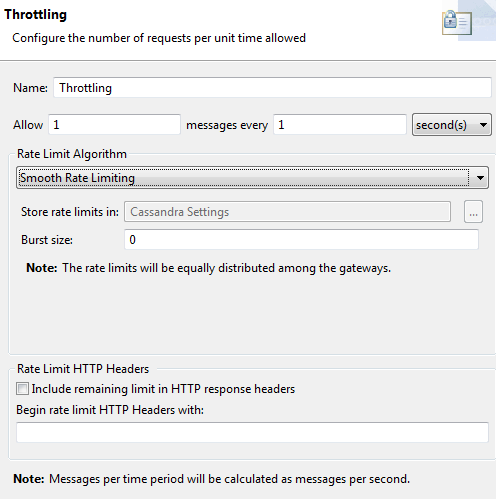 Throttling
Configure the number of requests per unit time allowed
Name: Throttling
Allow 1 messages every 1 second(s)
Rate Limit Algorithm
Smooth Rate Limiting
Store rate limits in: Cassandra Settings ...
Burst size: 0
Note: The rate limits will be equally distributed among the gateways.
Rate Limit HTTP Headers
Include remaining limit in HTTP response headers
Begin rate limit HTTP Headers with:
Note: Messages per time period will be calculated as messages per second.